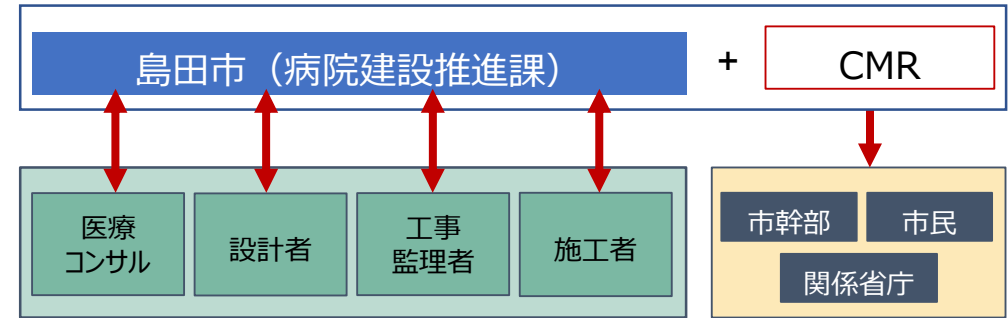 島田市（病院建設推進課）
+
CMR
医療
コンサル
設計者
工事
監理者
施工者
市幹部
市民
関係省庁